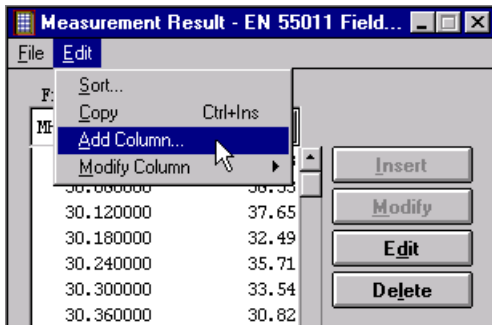 Measurement Result - EN 55011 Field...
File Edit
Sort...
Copy Ctrl+Ins
Add Column...
Modify Column
Insert
30.120000 37.65
Modify
30.180000 32.49
Edit
30.240000 35.71
30.300000 33.54
Delete
30.360000 30.82